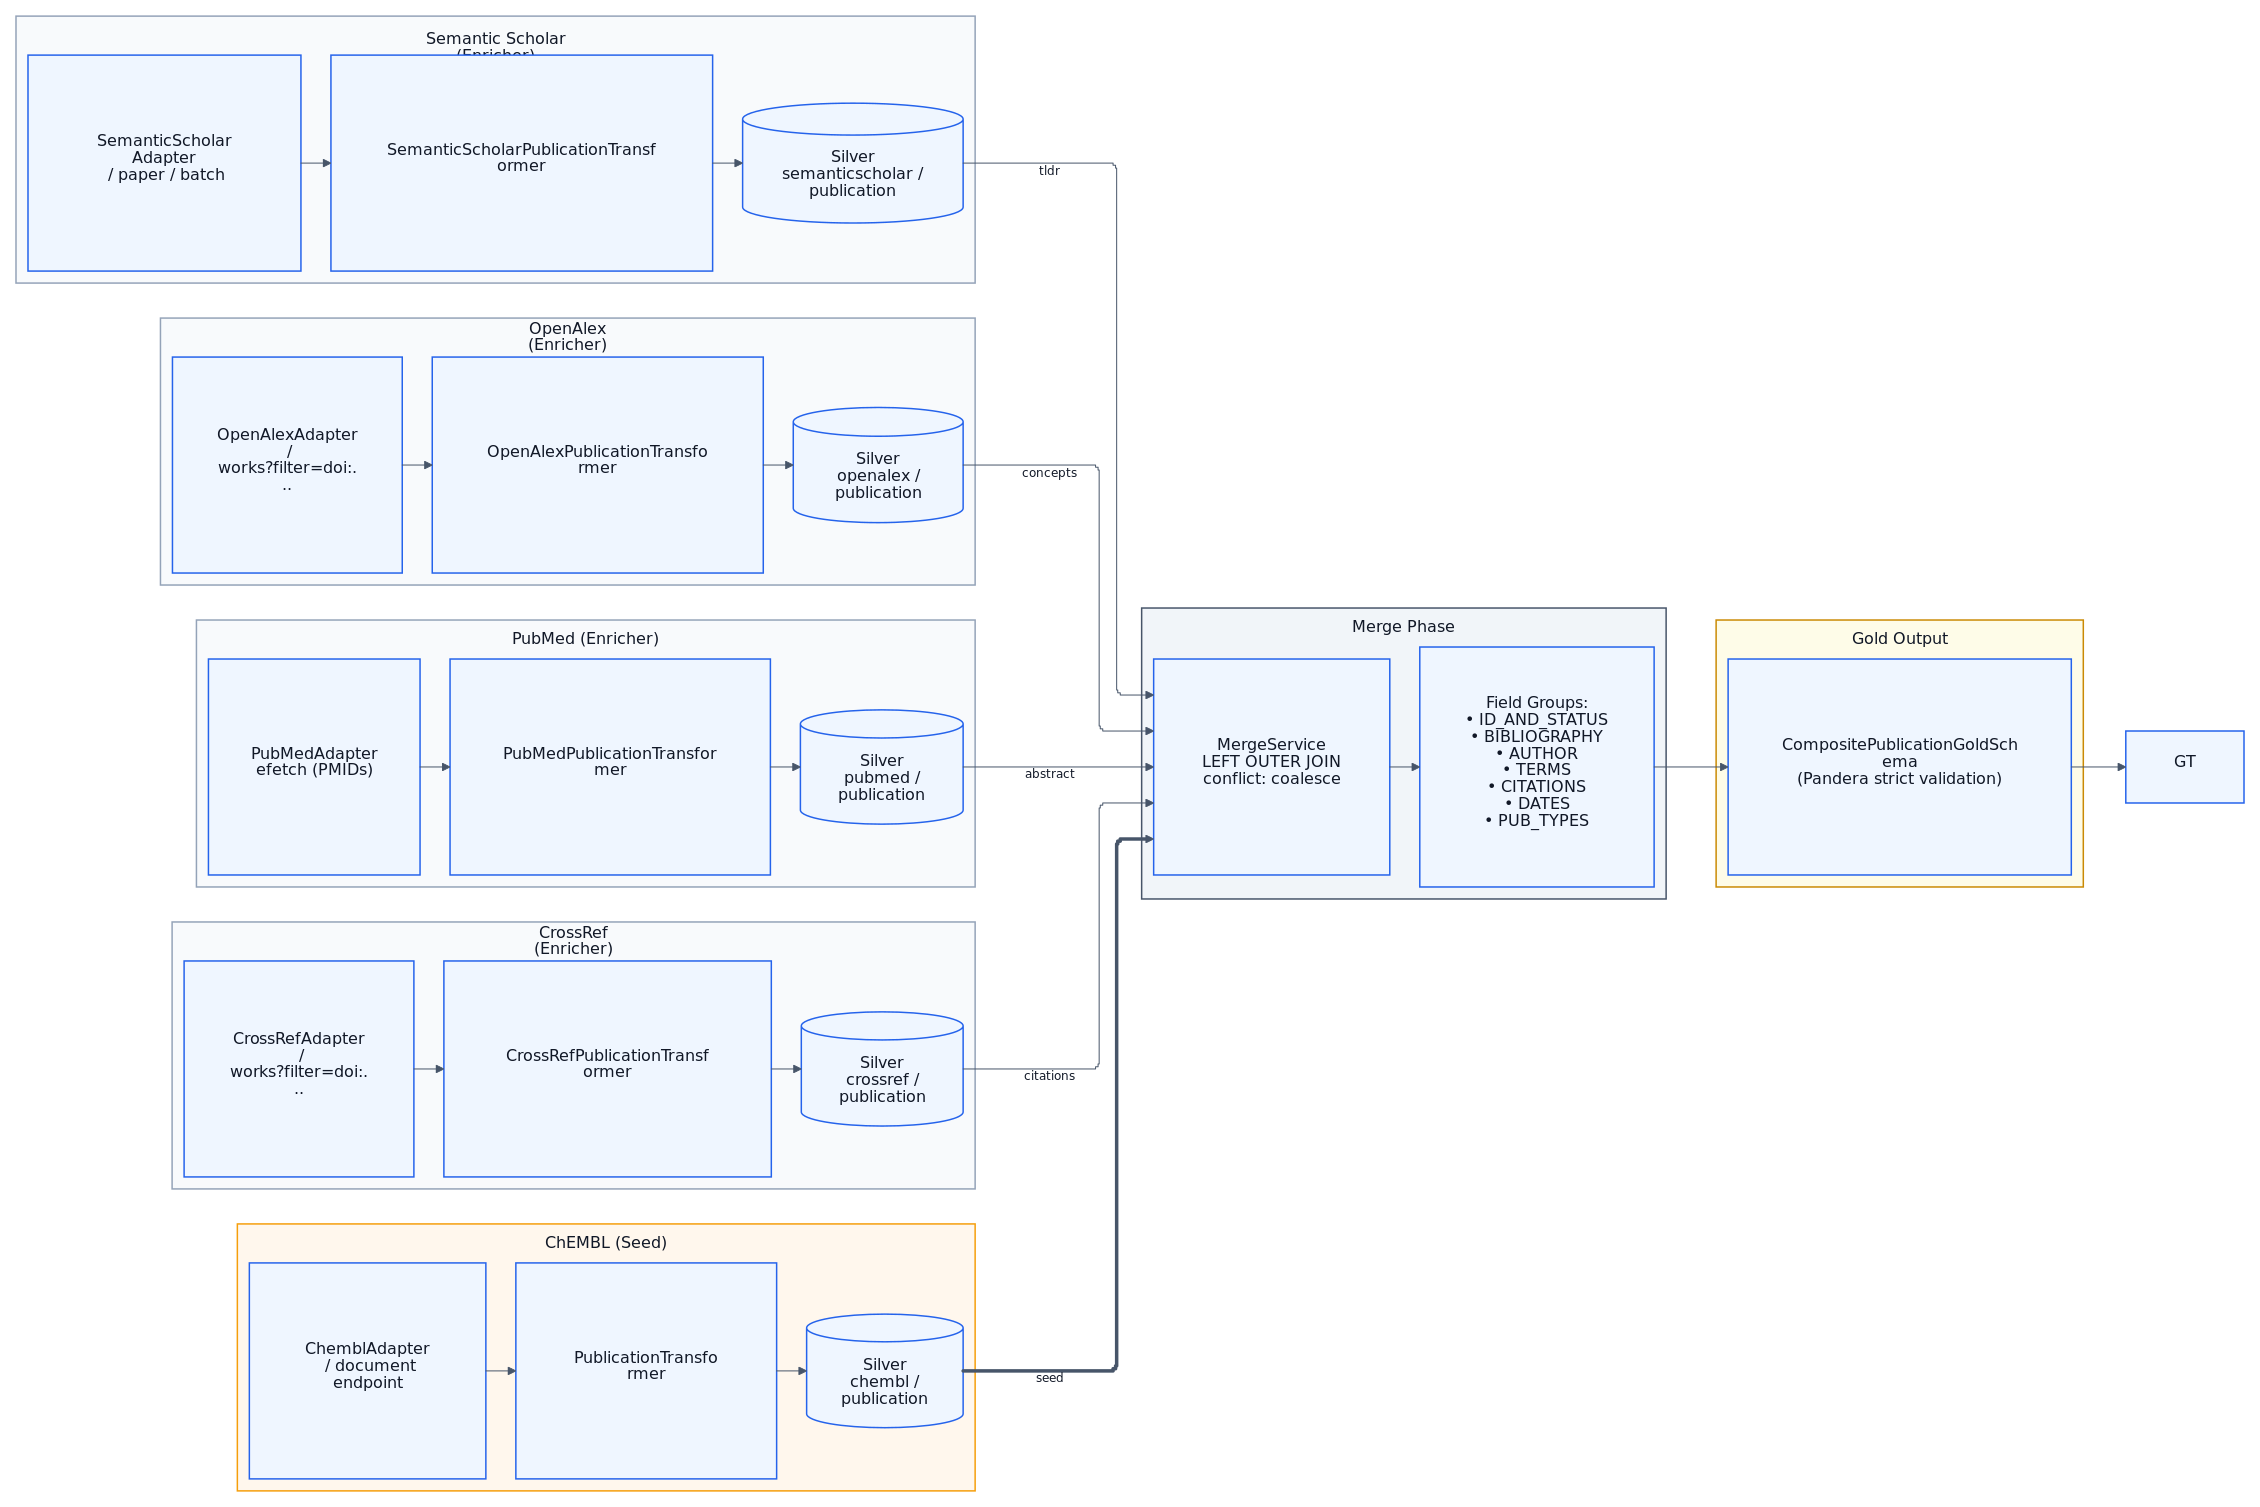 Semantic Scholar
(Enricher)
SemanticScholar
Adapter
/ paper / batch
SemanticScholarPublicationTransf
ormer
Silver
semanticscholar /
publication
tldr
OpenAlex
(Enricher)
OpenAlexAdapter
/
works?filter=doi:.
..
OpenAlexPublicationTransfo
rmer
Silver
openalex /
publication
concepts
PubMed (Enricher)
PubMedAdapter
efetch (PMIDs)
PubMedPublicationTransfor
mer
Silver
pubmed /
publication
abstract
CrossRef
(Enricher)
CrossRefAdapter
/
works?filter=doi:.
..
CrossRefPublicationTransf
ormer
Silver
crossref /
publication
citations
ChEMBL (Seed)
ChemblAdapter
/ document
endpoint
PublicationTransfo
rmer
Silver
chembl /
publication
seed
Merge Phase
MergeService
LEFT OUTER JOIN
conflict: coalesce
Field Groups:
• ID_AND_STATUS
• BIBLIOGRAPHY
• AUTHOR
• TERMS
• CITATIONS
• DATES
• PUB_TYPES
Gold Output
CompositePublicationGoldSch
ema
(Pandera strict validation)
GT